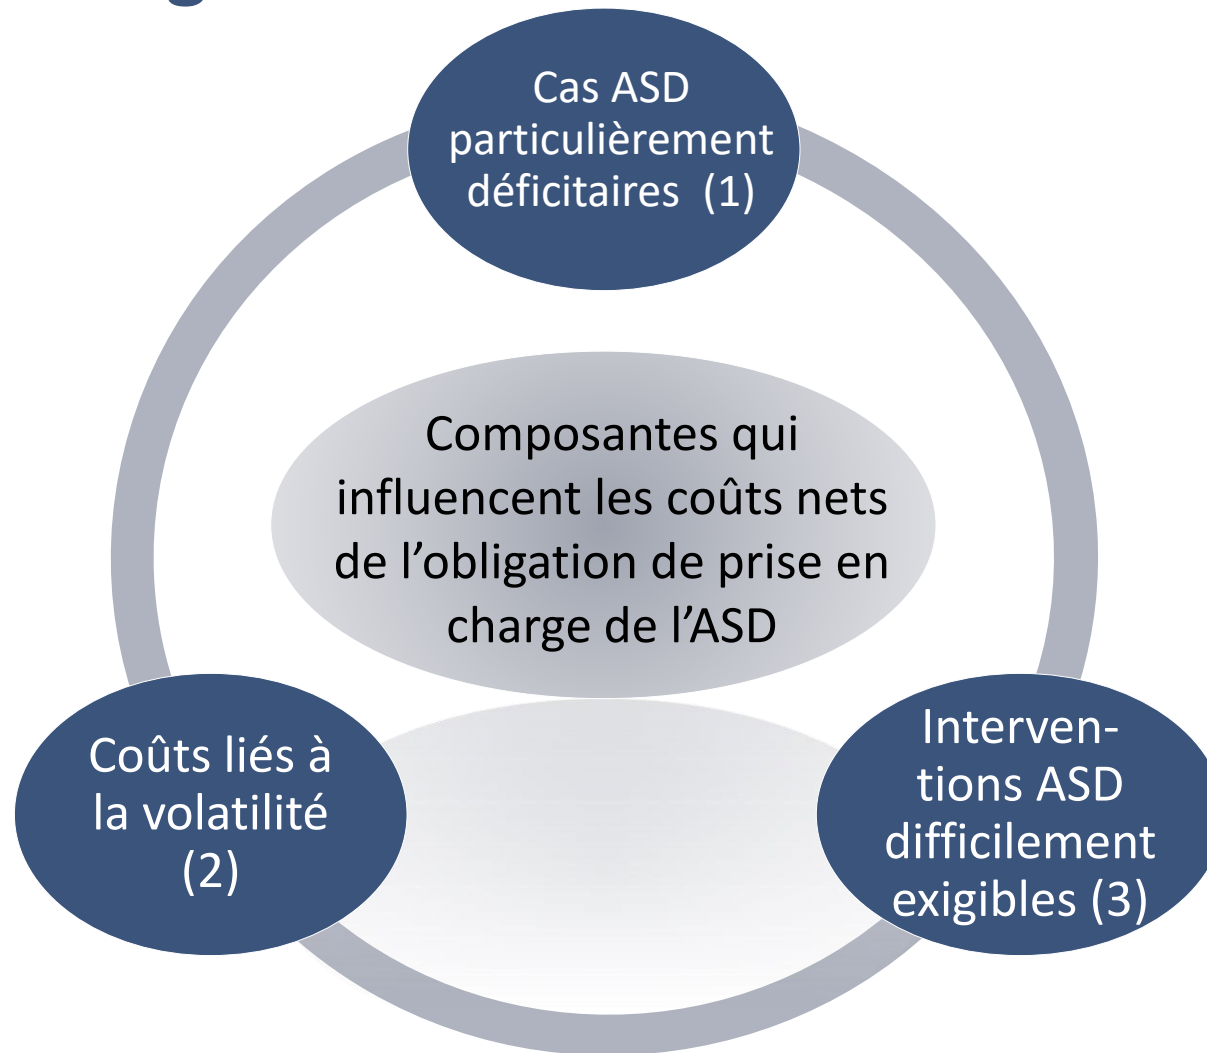 Cas ASD
particulièrement
déficitaires (1)
Composantes qui
influencent les coûts nets
de l’obligation de prise en
charge de l’ASD
Coûts liés à
la volatilité
(2)
Interven-
tions ASD
difficilement
exigibles (3)